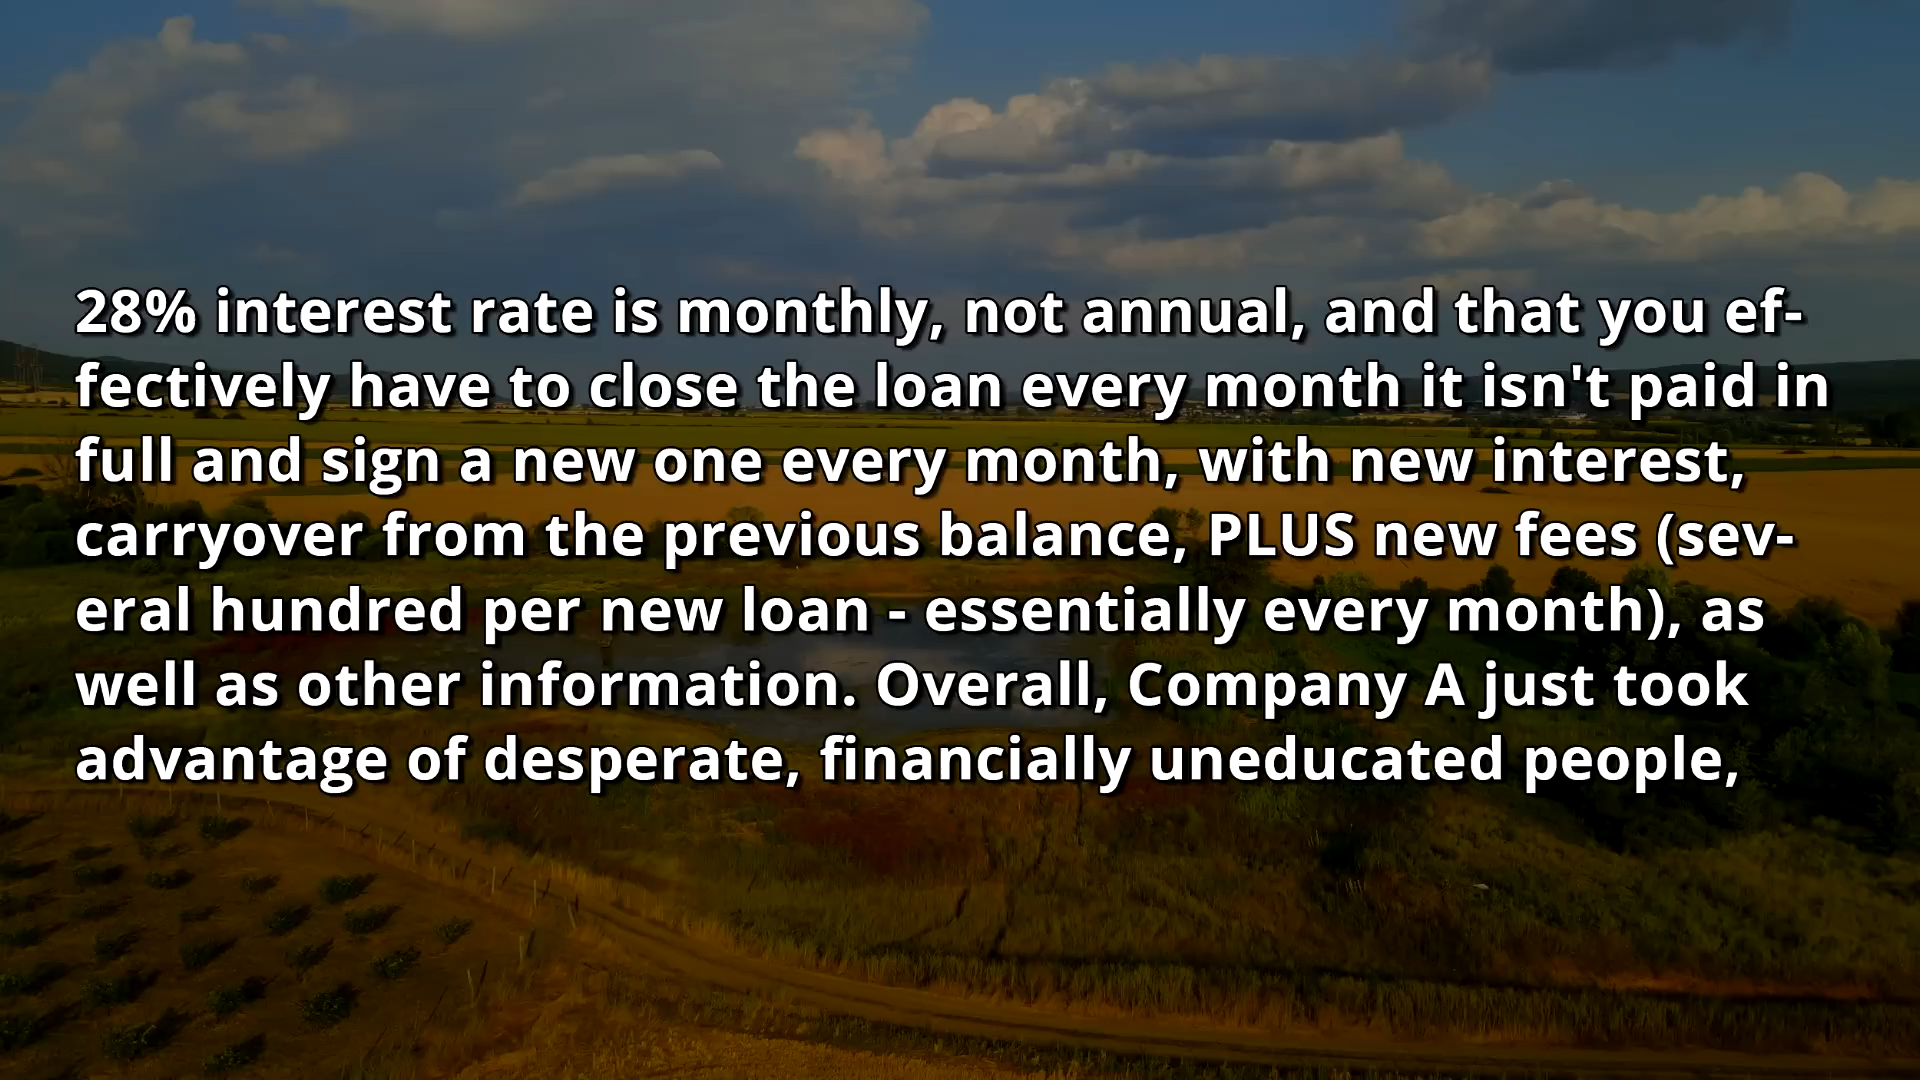 28% interest rate is monthly, not annual, and that you ef-
fectively have to close the loan every month it isn't paid in
full and sign a new one every month, with new interest,
carryover from the previous balance, PLUS new fees (sev-
eral hundred per new loan - essentially every month), as
well as other information. Overall, Company A just took
advantage of desperate, financially uneducated people,